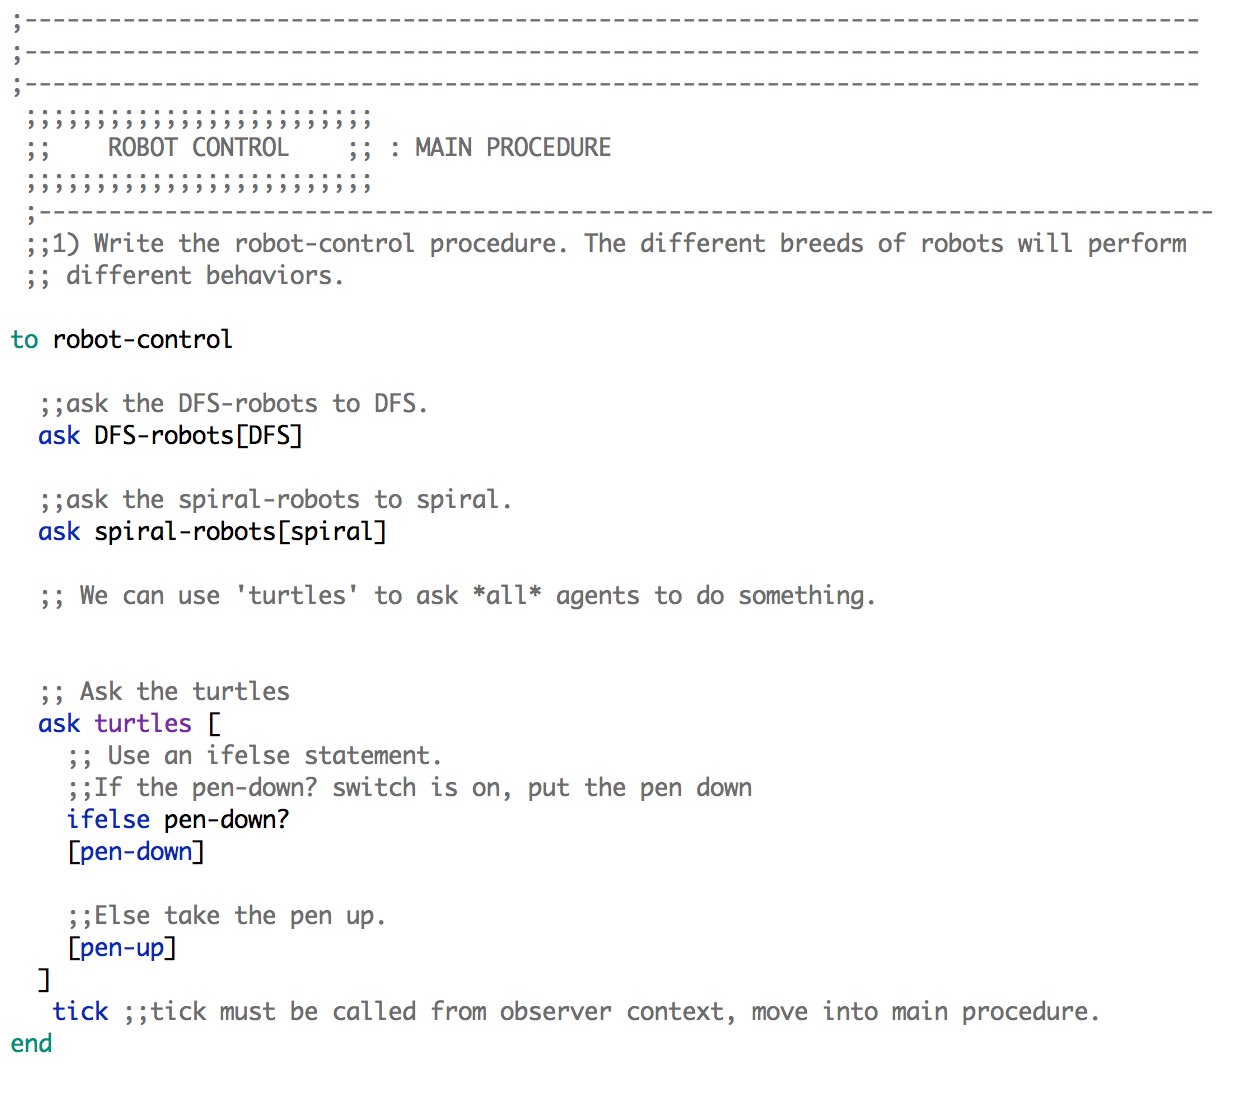 ;------------------------------------------------------------------------------------
;------------------------------------------------------------------------------------
;------------------------------------------------------------------------------------
;;;;;;;;;;;;;;;;;;;;;;;;;
;;    ROBOT CONTROL    ;; : MAIN PROCEDURE
;;;;;;;;;;;;;;;;;;;;;;;;;
;------------------------------------------------------------------------------------
;;1) Write the robot-control procedure. The different breeds of robots will perform
;; different behaviors.
to robot-control
;;ask the DFS-robots to DFS.
ask DFS-robots[DFS]
;;ask the spiral-robots to spiral.
ask spiral-robots[spiral]
;; We can use 'turtles' to ask *all* agents to do something.
;; Ask the turtles
ask turtles [
;; Use an ifelse statement.
;;If the pen-down? switch is on, put the pen down
ifelse pen-down?
[pen-down]
;;Else take the pen up.
[pen-up]
]
tick ;;tick must be called from observer context, move into main procedure.
end